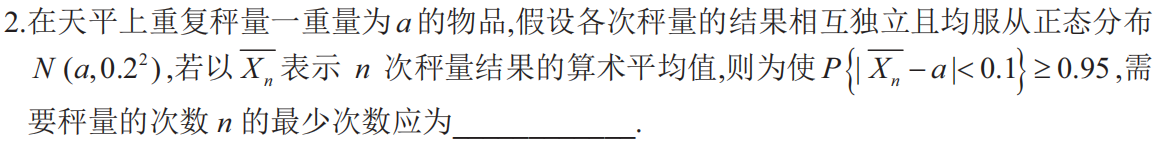 2.在天平上重复秤量一重量为a的物品,假设各次秤量的结果相互独立且均服从正态分布
N (a,0.2²),若以 X̅ₙ 表示 n 次秤量结果的算术平均值,则为使 P{| X̅ₙ − a |< 0.1} ≥ 0.95 ,需
要秤量的次数 n 的最少次数应为____________.